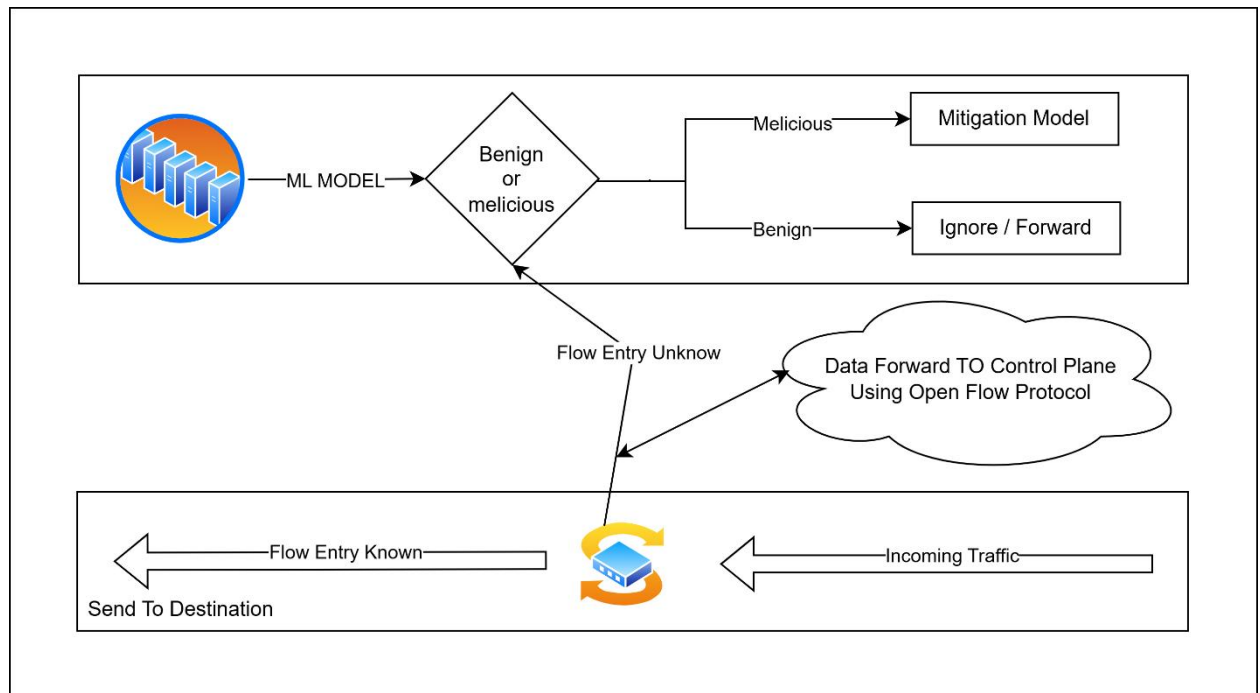 Melicious
Mitigation Model
ML MODEL
Benign
or
melicious
Benign
Ignore / Forward
Flow Entry Unknow
Data Forward TO Control Plane
Using Open Flow Protocol
Flow Entry Known
Incoming Traffic
Send To Destination